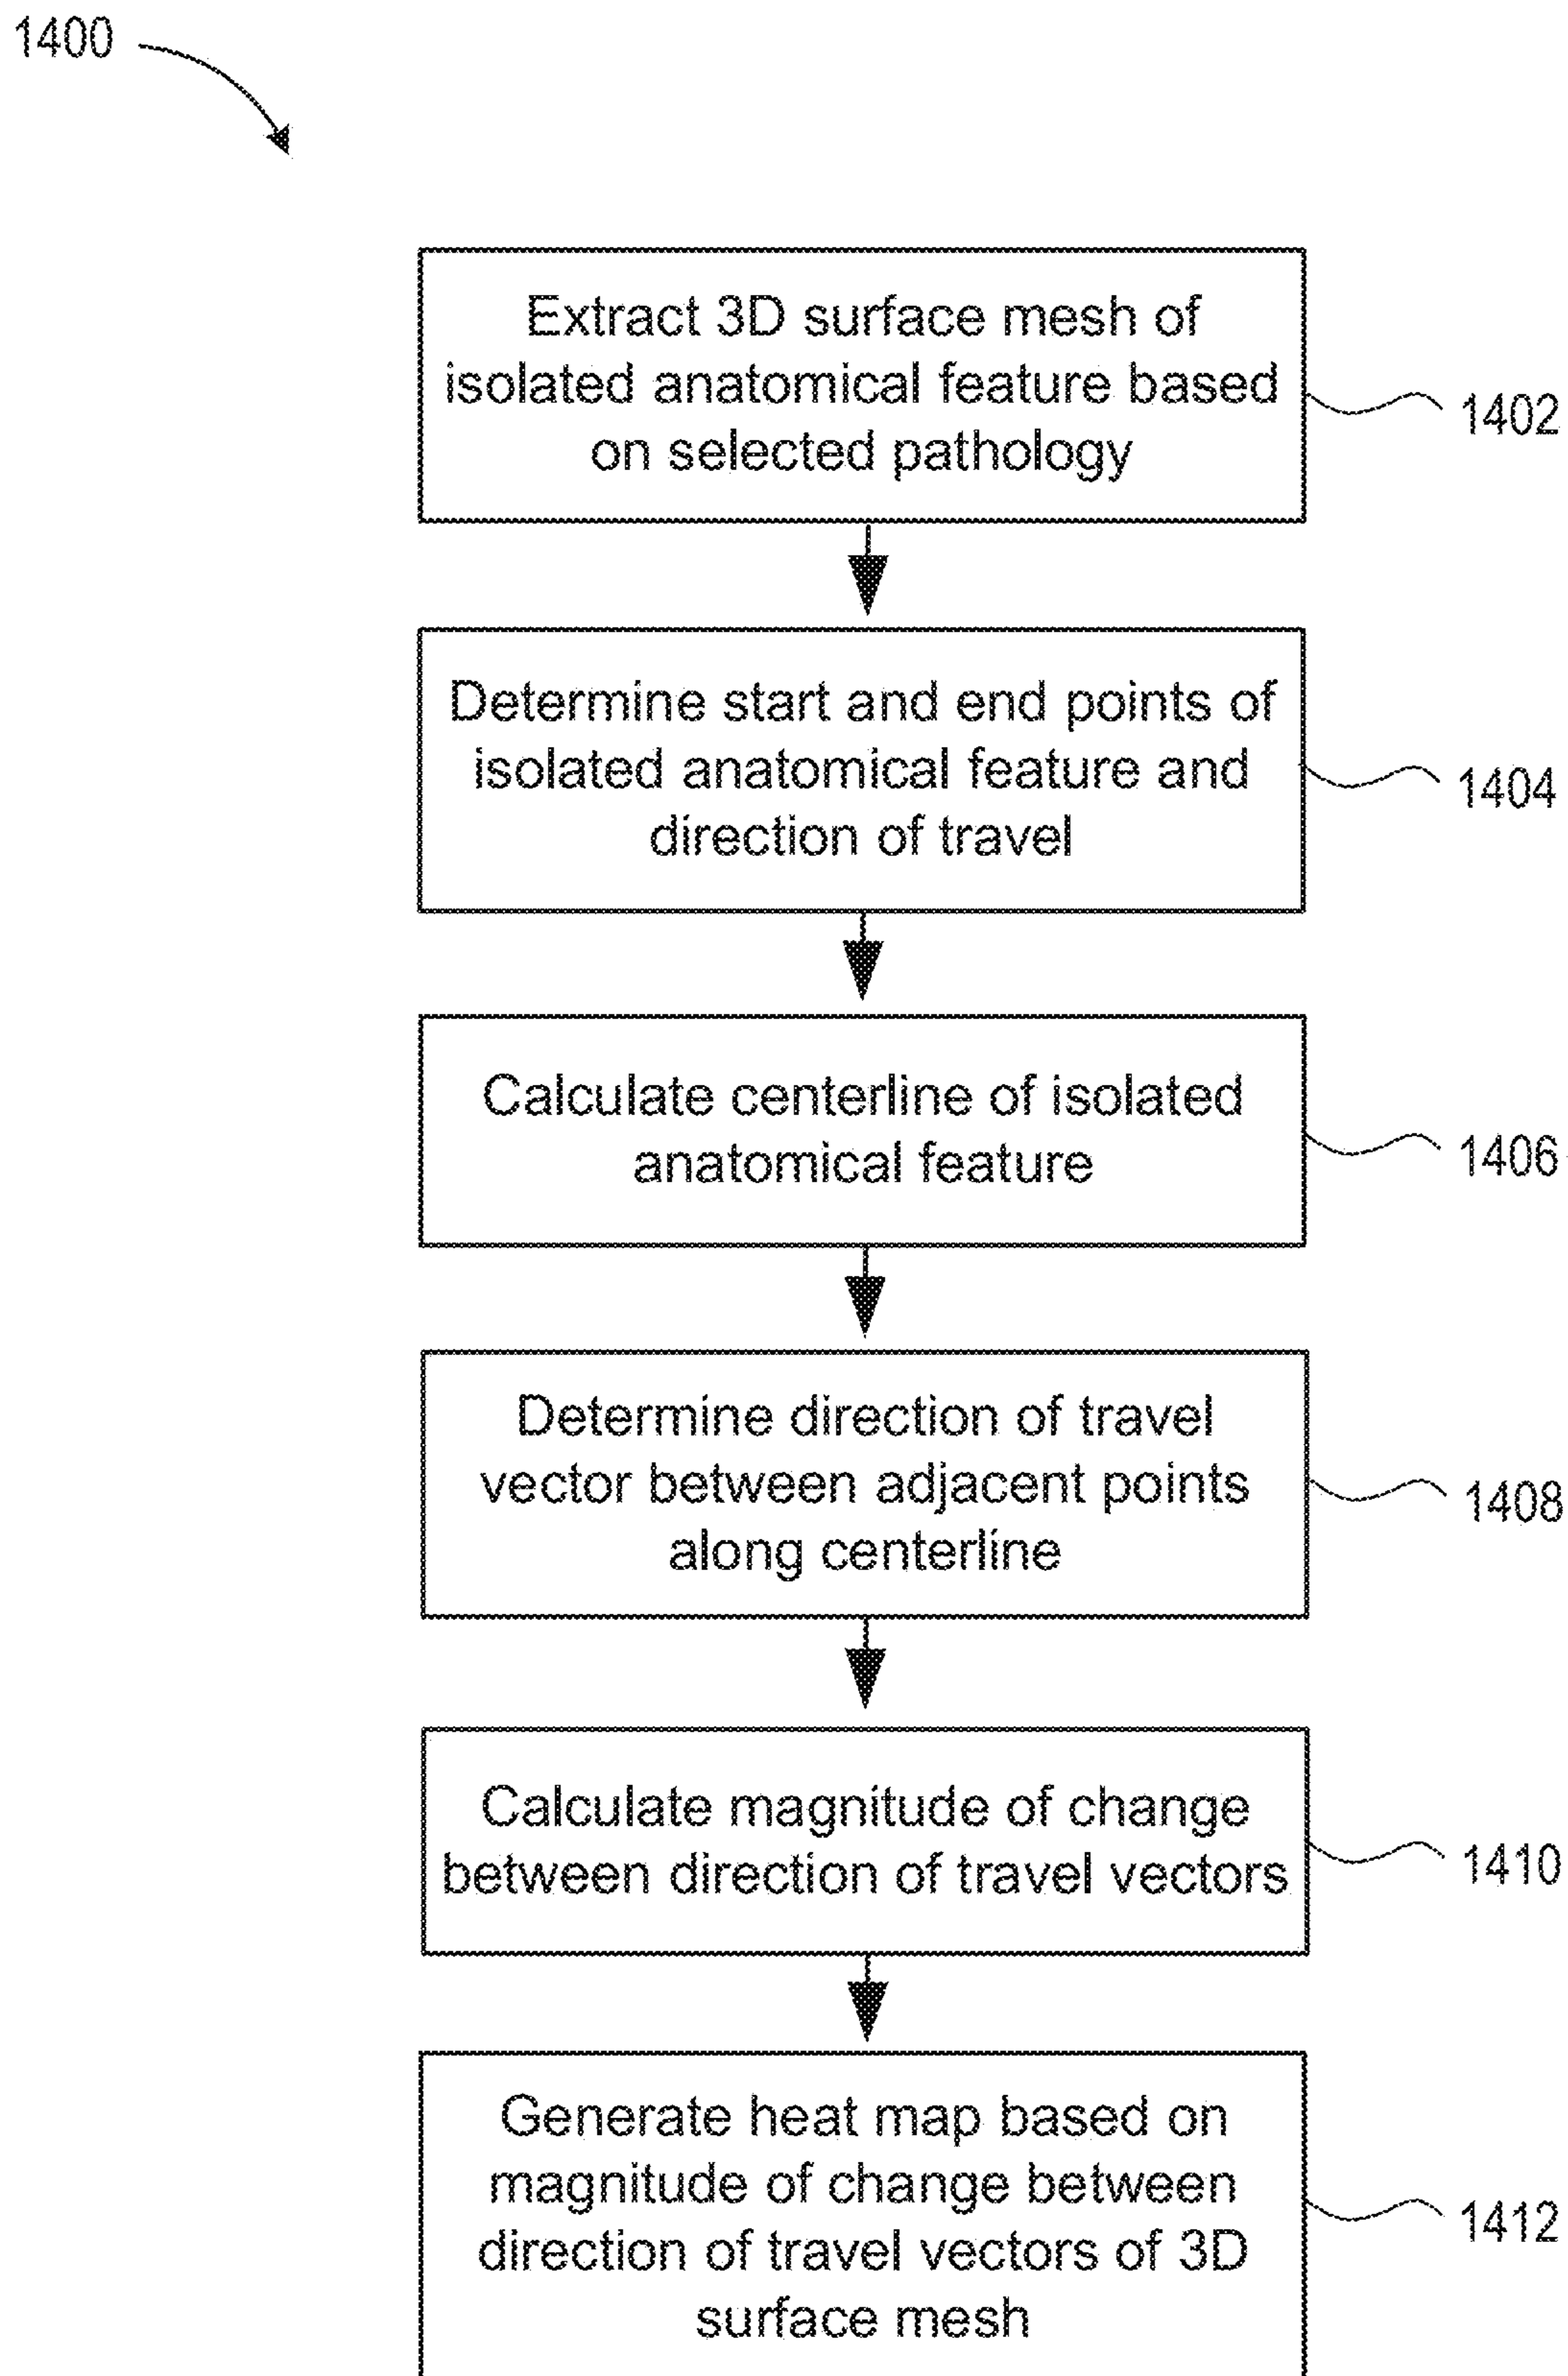 1400
Extract 3D surface mesh of
isolated anatomical feature based
on selected pathology
1402
Determine start and end points of
isolated anatomical feature and
direction of travel
1404
Calculate centerline of isolated
anatomical feature
1406
Determine direction of travel
vector between adjacent points
along centerline
1408
Calculate magnitude of change
between direction of travel vectors
1410
Generate heat map based on
magnitude of change between
direction of travel vectors of 3D
surface mesh
1412